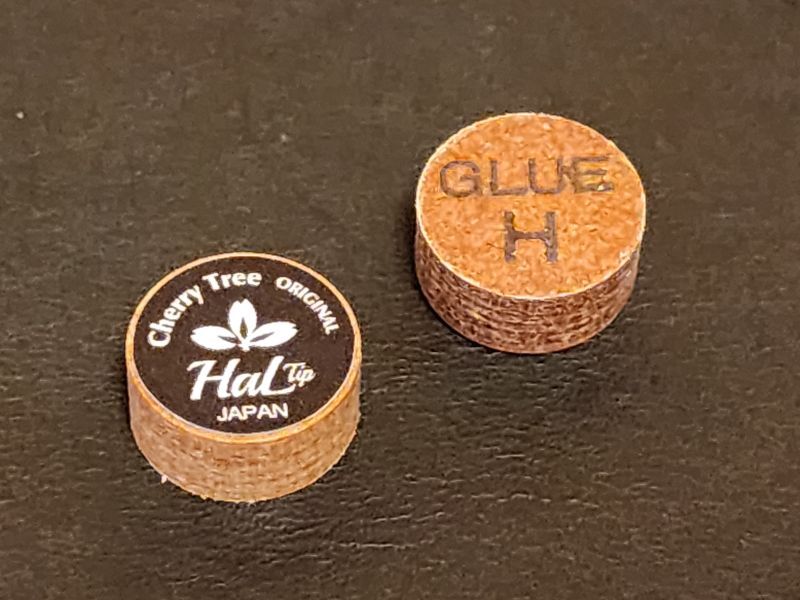 Cherry Tree ORIGINAL
HaL Tip
JAPAN
GLUE
H